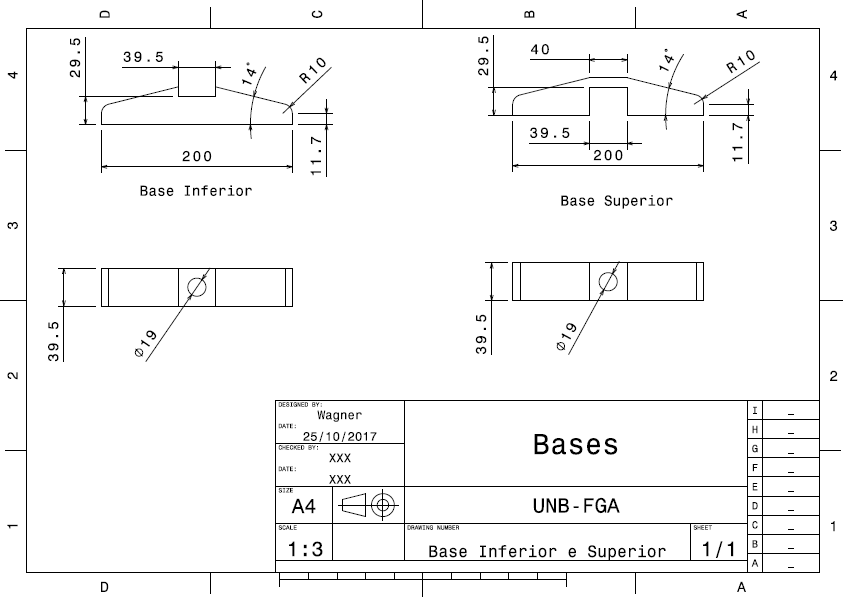 D C B A
4 4
3 3
2 2
1 1
29.5
39.5
14°
R10
11.7
200
Base Inferior
29.5
40
14°
R10
39.5
11.7
200
Base Superior
39.5
Ø19
39.5
Ø19
DESIGNED BY:
Wagner
DATE:
25/10/2017
CHECKED BY:
XXX
DATE:
XXX
Bases
SIZE
A4
UNB-FGA
SCALE
1:3
DRAWING NUMBER
Base Inferior e Superior
SHEET
1/1
I _
H _
G _
F _
E _
D _
C _
B _
A _
D A